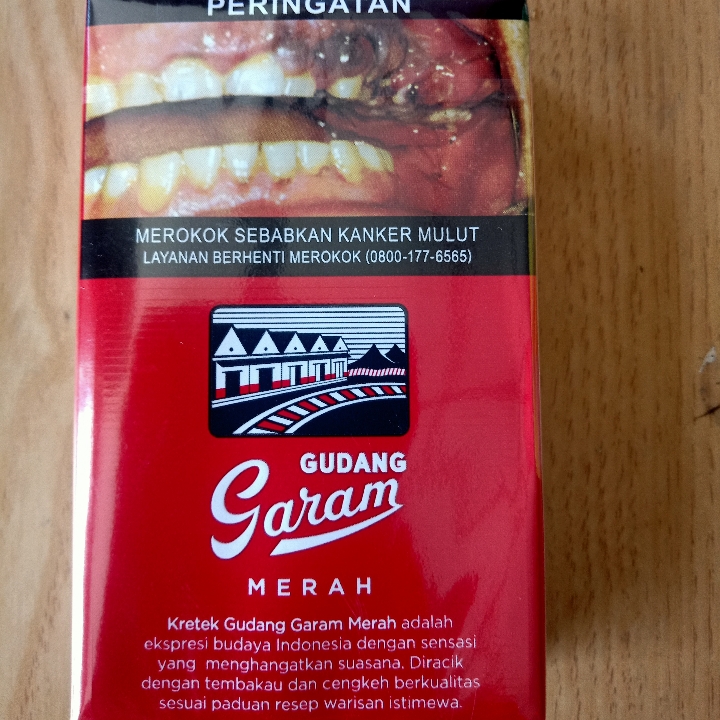 PERINGATAN
MEROKOK SEBABKAN KANKER MULUT
LAYANAN BERHENTI MEROKOK (0800-177-6565)
GUDANG
Garam
MERAH
Kretek Gudang Garam Merah adalah
ekspresi budaya Indonesia dengan sensasi
yang menghangatkan suasana. Diracik
dengan tembakau dan cengkeh berkualitas
sesuai paduan resep warisan istimewa.